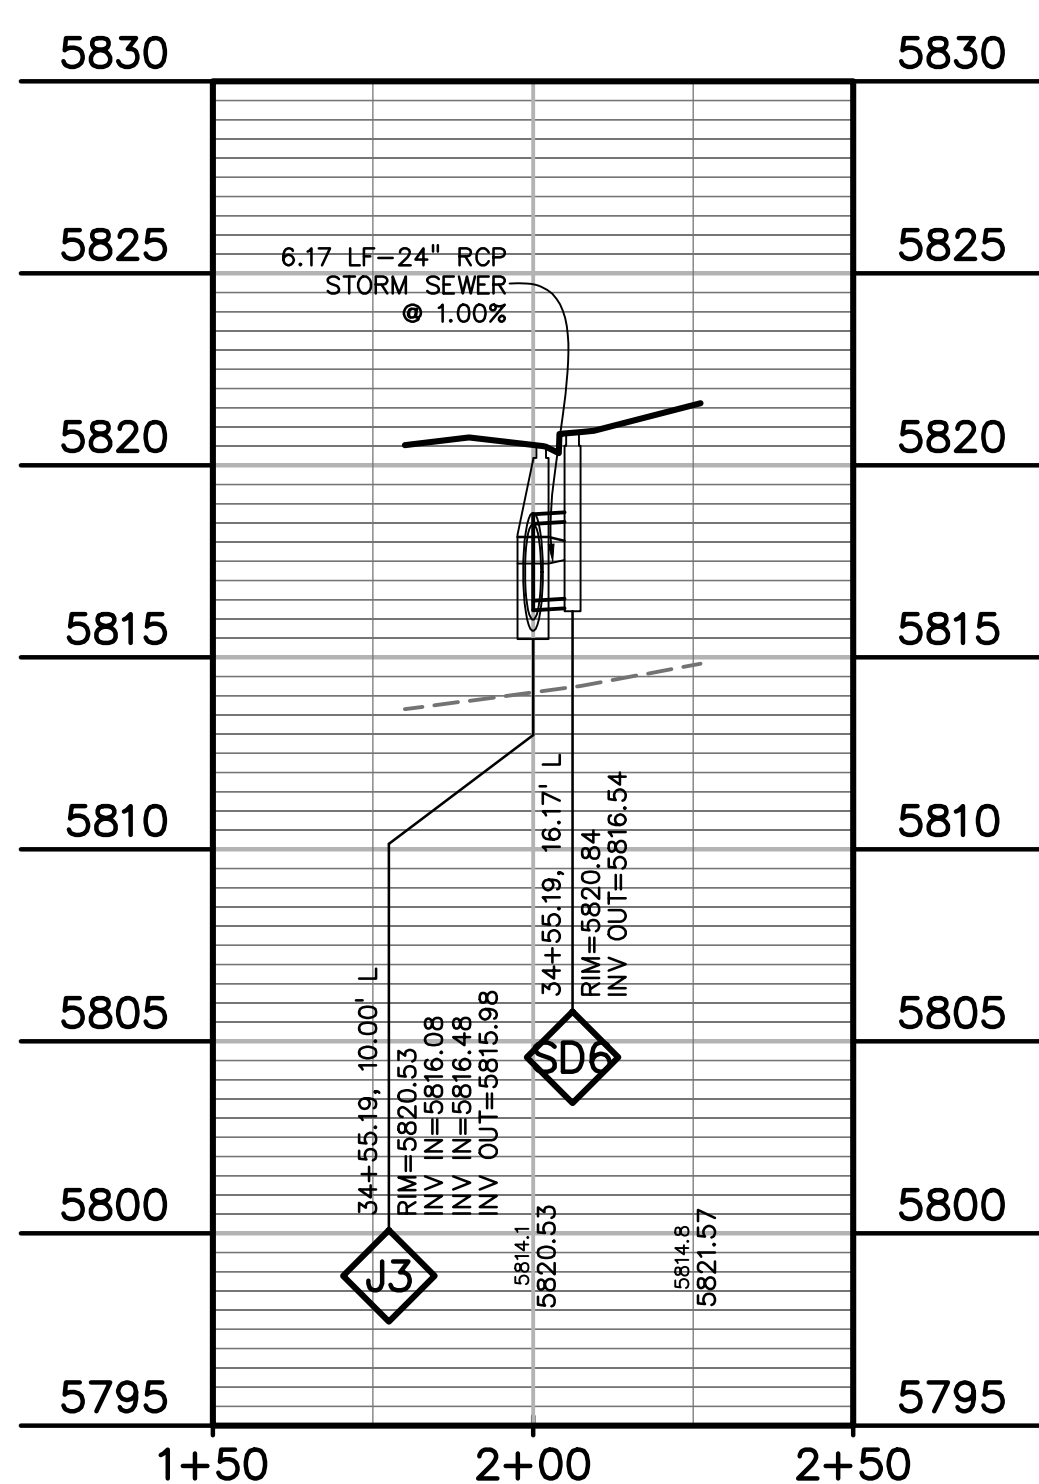 5830 5830
5825 5825
6.17 LF-24" RCP
STORM SEWER
@ 1.00%
5820 5820
5815 5815
5810 5810
5805 5805
5800 5800
5795 5795
34+55.19, 16.17' L
RIM=5820.84
INV OUT=5816.54
SD6
34+55.19, 10.00' L
RIM=5820.53
INV IN=5816.08
INV IN=5816.48
INV OUT=5815.98
J3
5814.1
5820.53
5814.8
5821.57
1+50 2+00 2+50